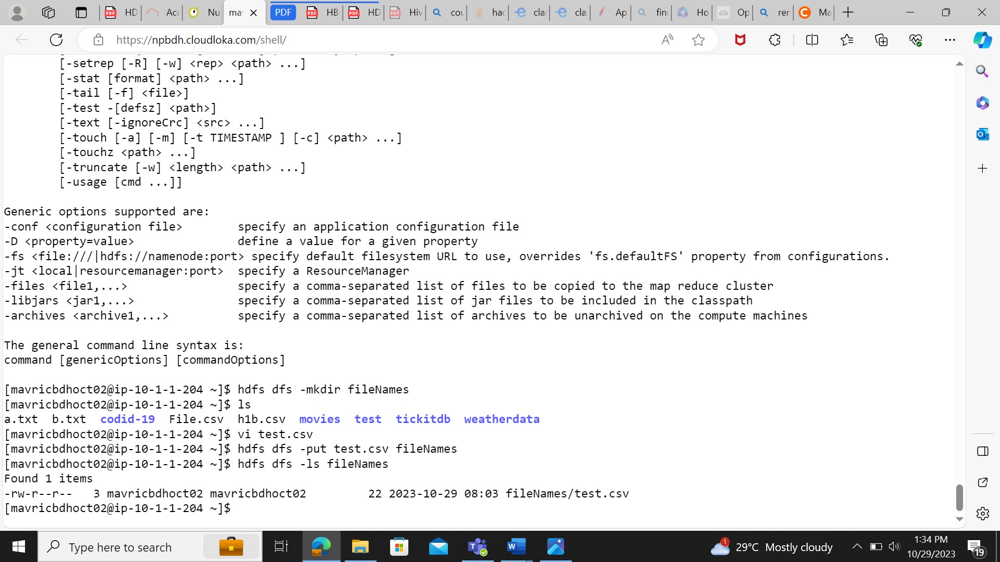 HD
Acc
Nu
mav
PDF
HB
HD
Hiv
cou
hac
clas
cla
Ap
find
Ho
Op
ren
Ma
https://npbdh.cloudloka.com/shell/
[-setrep [-R] [-w] <rep> <path> ...]
[-stat [format] <path> ...]
[-tail [-f] <file>]
[-test -[defsz] <path>]
[-text [-ignoreCrc] <src> ...]
[-touch [-a] [-m] [-t TIMESTAMP ] [-c] <path> ...]
[-touchz <path> ...]
[-truncate [-w] <length> <path> ...]
[-usage [cmd ...]]
Generic options supported are:
-conf <configuration file>        specify an application configuration file
-D <property=value>               define a value for a given property
-fs <file:///|hdfs://namenode:port> specify default filesystem URL to use, overrides 'fs.defaultFS' property from configurations.
-jt <local|resourcemanager:port>  specify a ResourceManager
-files <file1,...>                specify a comma-separated list of files to be copied to the map reduce cluster
-libjars <jar1,...>               specify a comma-separated list of jar files to be included in the classpath
-archives <archive1,...>          specify a comma-separated list of archives to be unarchived on the compute machines
The general command line syntax is:
command [genericOptions] [commandOptions]
[mavricbdhoct02@ip-10-1-1-204 ~]$ hdfs dfs -mkdir fileNames
[mavricbdhoct02@ip-10-1-1-204 ~]$ ls
a.txt  b.txt  codid-19  File.csv  h1b.csv  movies  test  tickitdb  weatherdata
[mavricbdhoct02@ip-10-1-1-204 ~]$ vi test.csv
[mavricbdhoct02@ip-10-1-1-204 ~]$ hdfs dfs -put test.csv fileNames
[mavricbdhoct02@ip-10-1-1-204 ~]$ hdfs dfs -ls fileNames
Found 1 items
-rw-r--r--   3 mavricbdhoct02 mavricbdhoct02         22 2023-10-29 08:03 fileNames/test.csv
[mavricbdhoct02@ip-10-1-1-204 ~]$
Type here to search
1
29°C Mostly cloudy
1:34 PM
10/29/2023
19